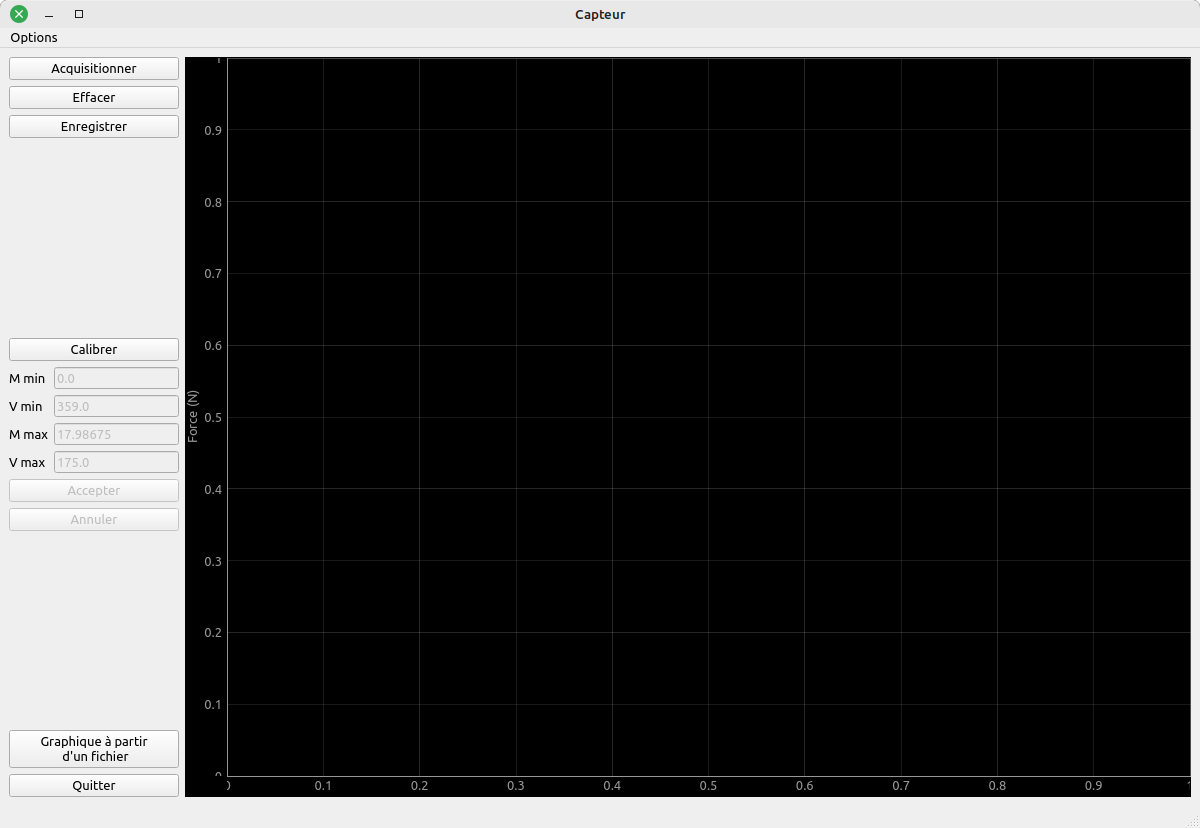 Capteur
Options
Acquisitionner
Effacer
Enregistrer
Calibrer
M min 0.0
V min 359.0
M max 17.98675
V max 175.0
Accepter
Annuler
Graphique à partir
d'un fichier
Quitter
Force (N)
1
0.9
0.8
0.7
0.6
0.5
0.4
0.3
0.2
0.1
0
0 0.1 0.2 0.3 0.4 0.5 0.6 0.7 0.8 0.9 1